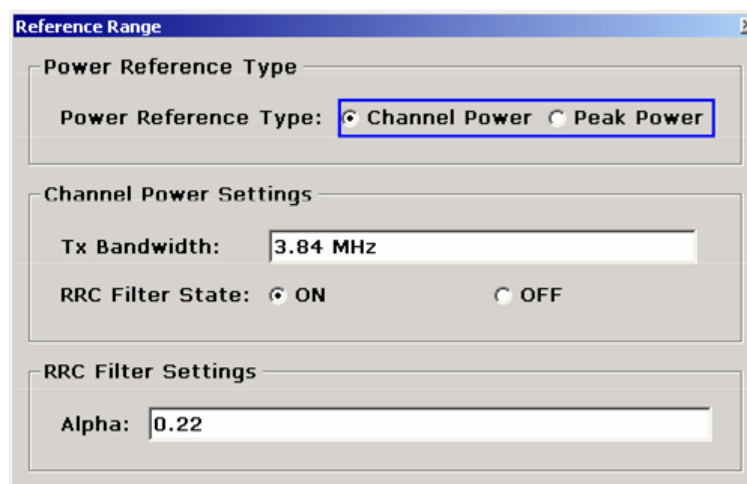 Reference Range
Power Reference Type
Power Reference Type: Channel Power Peak Power
Channel Power Settings
Tx Bandwidth: 3.84 MHz
RRC Filter State: ON OFF
RRC Filter Settings
Alpha: 0.22